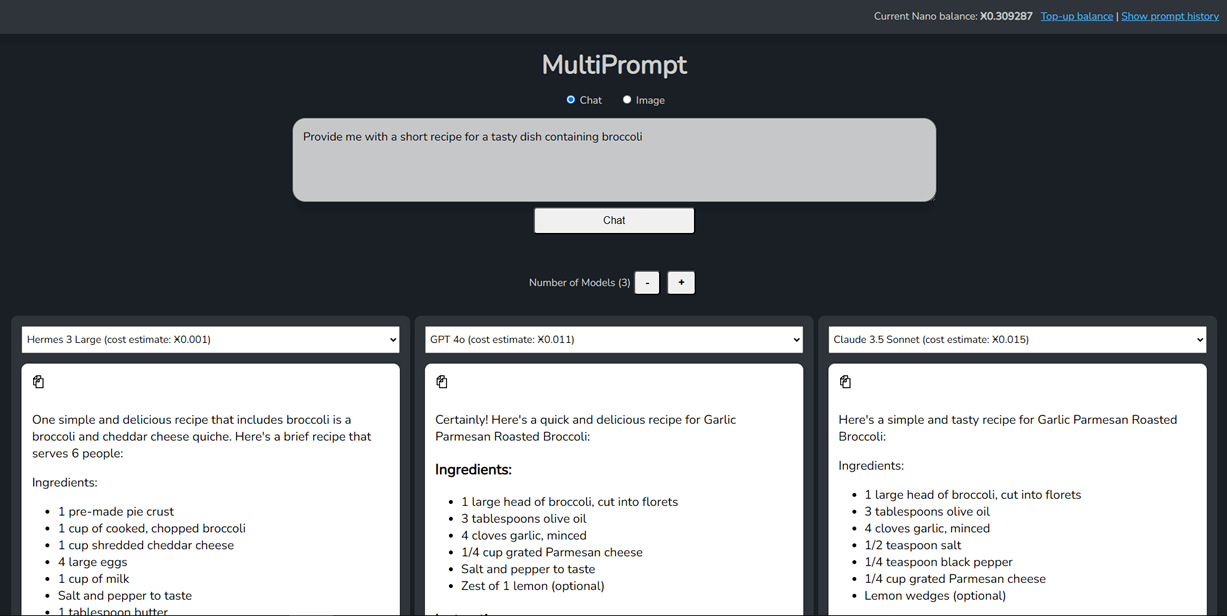 Current Nano balance: Ӿ0.309287 Top-up balance | Show prompt history
MultiPrompt
Chat Image
Provide me with a short recipe for a tasty dish containing broccoli
Chat
Number of Models (3) - +
Hermes 3 Large (cost estimate: Ӿ0.001)
One simple and delicious recipe that includes broccoli is a
broccoli and cheddar cheese quiche. Here's a brief recipe that
serves 6 people:
Ingredients:
• 1 pre-made pie crust
• 1 cup of cooked, chopped broccoli
• 1 cup shredded cheddar cheese
• 4 large eggs
• 1 cup of milk
• Salt and pepper to taste
• 1 tablespoon butter
GPT 4o (cost estimate: Ӿ0.011)
Certainly! Here's a quick and delicious recipe for Garlic
Parmesan Roasted Broccoli:
Ingredients:
• 1 large head of broccoli, cut into florets
• 3 tablespoons olive oil
• 4 cloves garlic, minced
• 1/4 cup grated Parmesan cheese
• Salt and pepper to taste
• Zest of 1 lemon (optional)
Claude 3.5 Sonnet (cost estimate: Ӿ0.015)
Here's a simple and tasty recipe for Garlic Parmesan Roasted
Broccoli:
Ingredients:
• 1 large head of broccoli, cut into florets
• 3 tablespoons olive oil
• 4 cloves garlic, minced
• 1/2 teaspoon salt
• 1/4 teaspoon black pepper
• 1/4 cup grated Parmesan cheese
• Lemon wedges (optional)